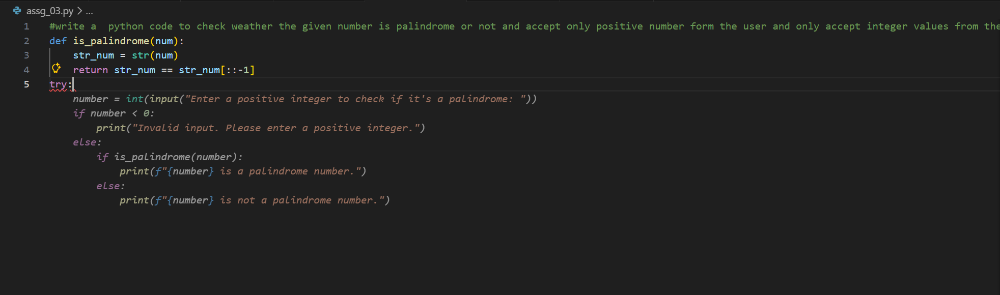 assg_03.py > ...
1 #write a  python code to check weather the given number is palindrome or not and accept only positive number form the user and only accept integer values from the
2 def is_palindrome(num):
3     str_num = str(num)
4     return str_num == str_num[::-1]
5 try:
    number = int(input("Enter a positive integer to check if it's a palindrome: "))
    if number < 0:
        print("Invalid input. Please enter a positive integer.")
    else:
        if is_palindrome(number):
            print(f"{number} is a palindrome number.")
        else:
            print(f"{number} is not a palindrome number.")